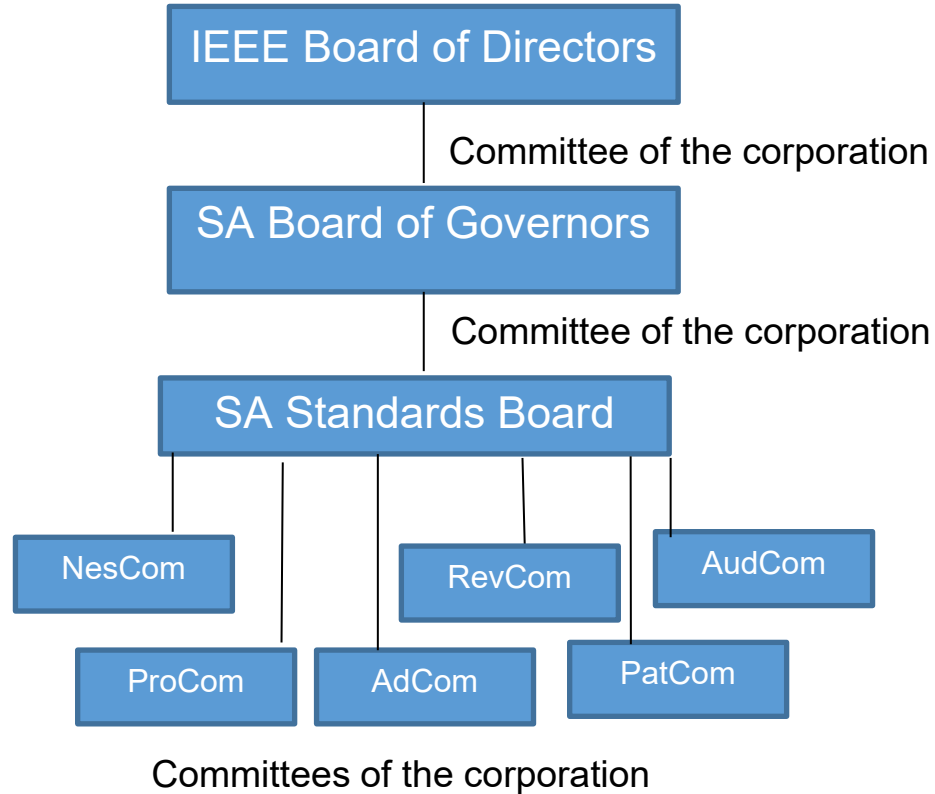 IEEE Board of Directors
Committee of the corporation
SA Board of Governors
Committee of the corporation
SA Standards Board
NesCom
RevCom
AudCom
ProCom
AdCom
PatCom
Committees of the corporation